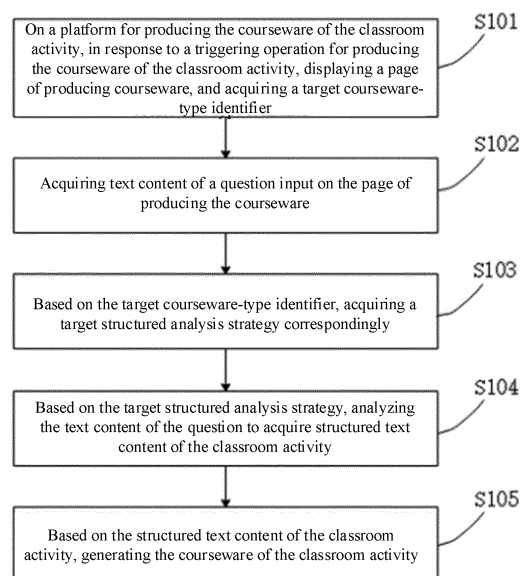 S101
On a platform for producing the courseware of the classroom
activity, in response to a triggering operation for producing
the courseware of the classroom activity, displaying a page
of producing courseware, and acquiring a target courseware-
type identifier
S102
Acquiring text content of a question input on the page of
producing the courseware
S103
Based on the target courseware-type identifier, acquiring a
target structured analysis strategy correspondingly
S104
Based on the target structured analysis strategy, analyzing
the text content of the question to acquire structured text
content of the classroom activity
S105
Based on the structured text content of the classroom
activity, generating the courseware of the classroom activity